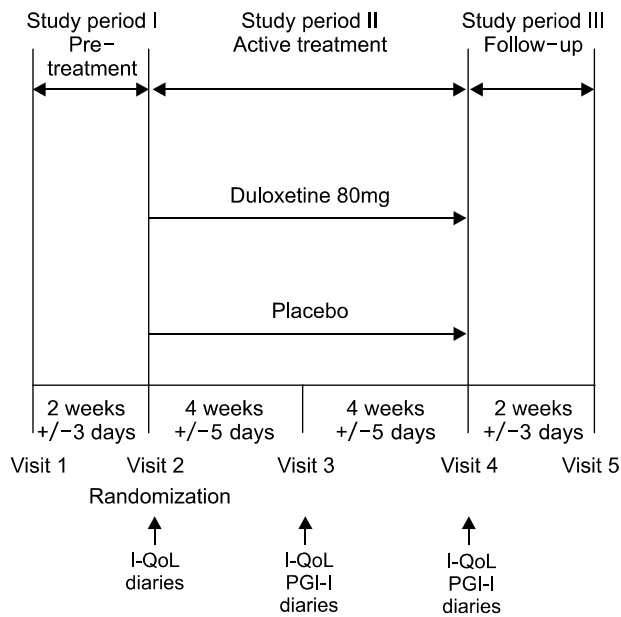 Study period I
Pre-
treatment
Study period II
Active treatment
Study period III
Follow-up
Duloxetine 80mg
Placebo
2 weeks
+/-3 days
4 weeks
+/-5 days
4 weeks
+/-5 days
2 weeks
+/-3 days
Visit 1
Visit 2
Visit 3
Visit 4
Visit 5
Randomization
I-QoL
diaries
I-QoL
PGI-I
diaries
I-QoL
PGI-I
diaries